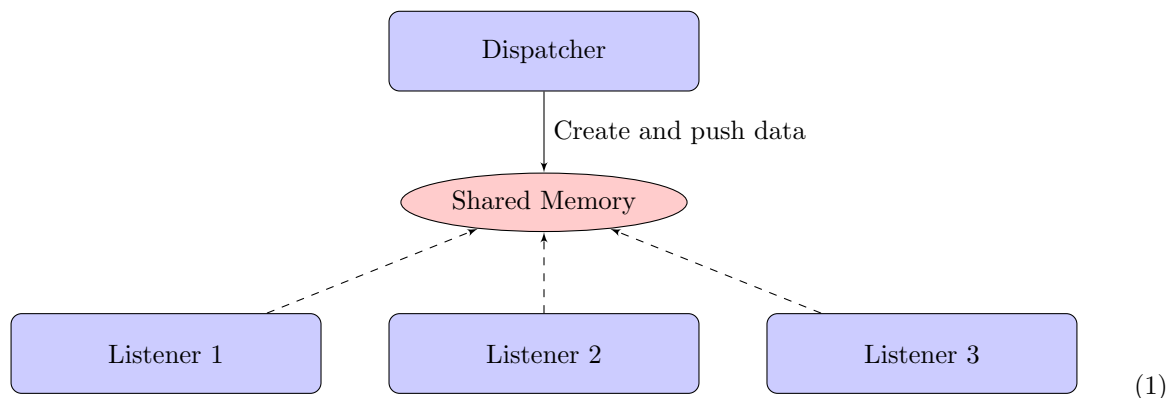 Dispatcher
Create and push data
Shared Memory
Listener 1
Listener 2
Listener 3
(1)